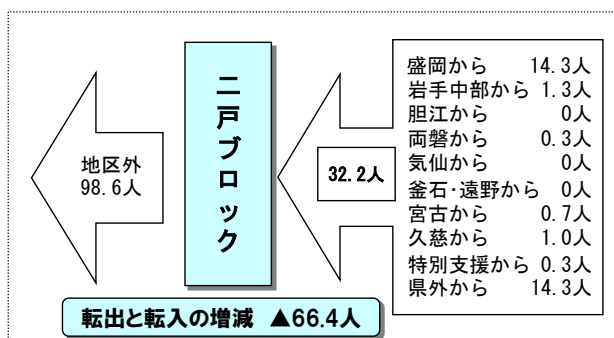 地区外
98.6人
二戸ブロック
32.2人
盛岡から 14.3人
岩手中部から 1.3人
胆江から 0人
両磐から 0.3人
気仙から 0人
釜石・遠野から 0人
宮古から 0.7人
久慈から 1.0人
特別支援から 0.3人
県外から 14.3人
転出と転入の増減 ▲66.4人